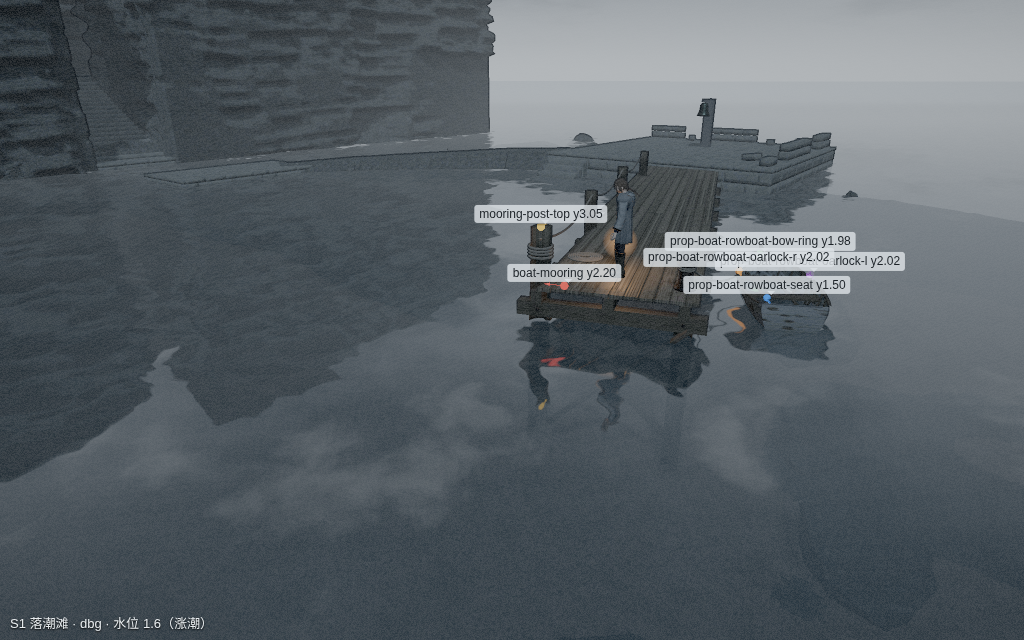 mooring-post-top y3.05
prop-boat-rowboat-bow-ring y1.98
prop-boat-rowboat-oarlock-r y2.02
arlock-l y2.02
boat-mooring y2.20
prop-boat-rowboat-seat y1.50
S1 落潮滩 · dbg · 水位 1.6（涨潮）